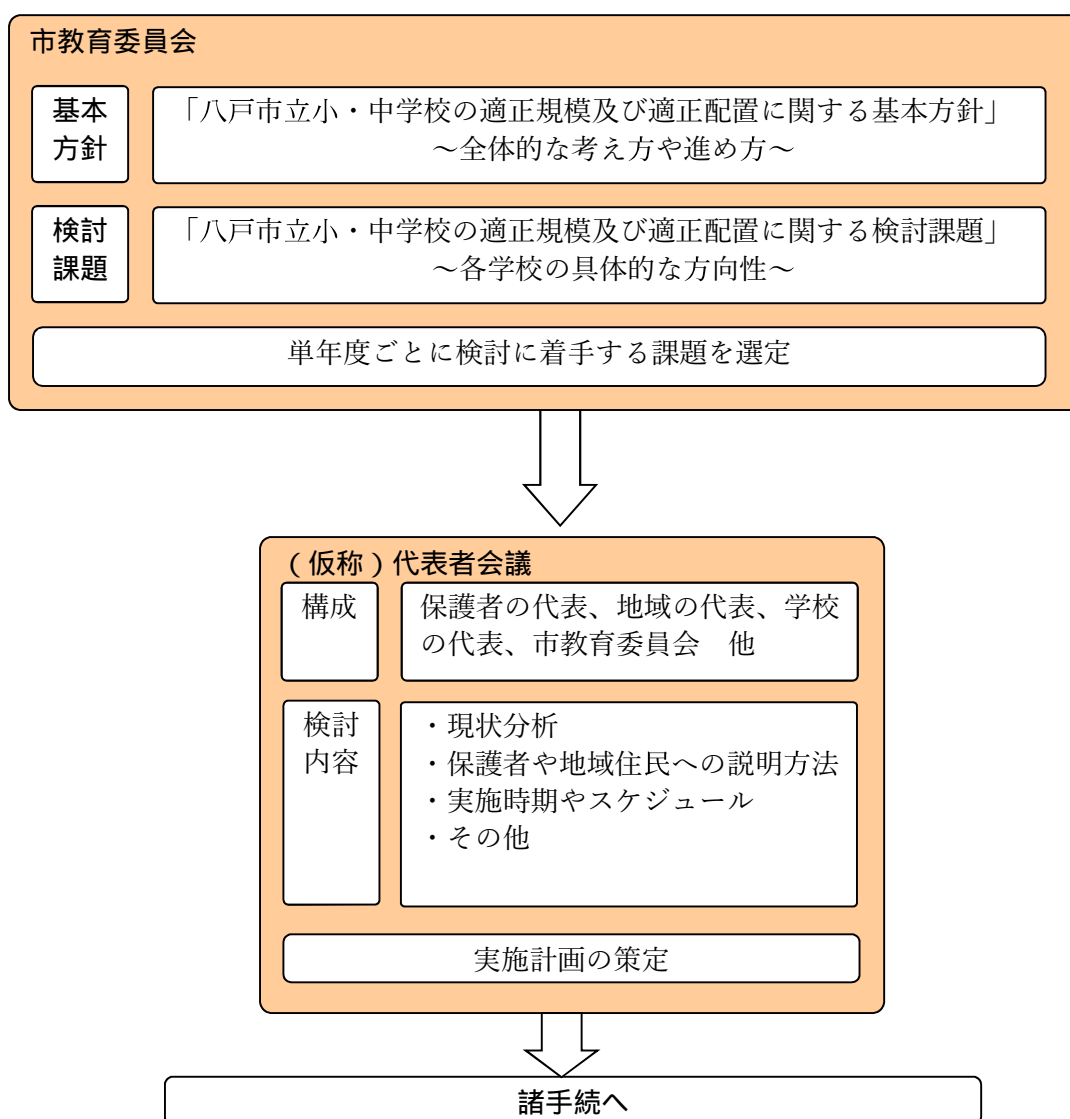 市教育委員会
基本
方針
「八戸市立小・中学校の適正規模及び適正配置に関する基本方針」
～全体的な考え方や進め方～
検討
課題
「八戸市立小・中学校の適正規模及び適正配置に関する検討課題」
～各学校の具体的な方向性～
単年度ごとに検討に着手する課題を選定
（仮称）代表者会議
構成
保護者の代表、地域の代表、学校
の代表、市教育委員会　他
検討
内容
・現状分析
・保護者や地域住民への説明方法
・実施時期やスケジュール
・その他
実施計画の策定
諸手続へ